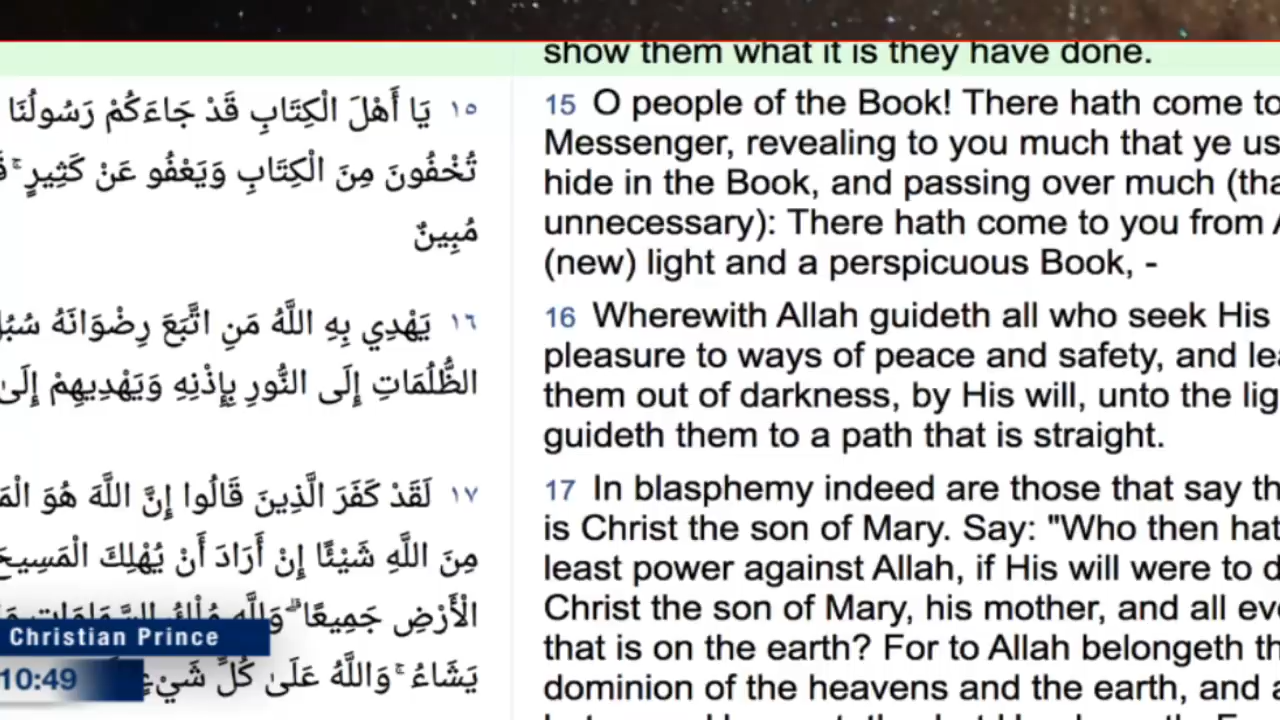 show them what it is they have done.
١٥ يَا أَهْلَ الْكِتَابِ قَدْ جَاءَكُمْ رَسُولُنَا
تُخْفُونَ مِنَ الْكِتَابِ وَيَعْفُو عَنْ كَثِيرٍ ۚ
مُبِينٌ
15 O people of the Book! There hath come to
Messenger, revealing to you much that ye us
hide in the Book, and passing over much (tha
unnecessary): There hath come to you from A
(new) light and a perspicuous Book, -
١٦ يَهْدِي بِهِ اللَّهُ مَنِ اتَّبَعَ رِضْوَانَهُ سُبُل
الظُّلُمَاتِ إِلَى النُّورِ بِإِذْنِهِ وَيَهْدِيهِمْ إِلَىٰ
16 Wherewith Allah guideth all who seek His
pleasure to ways of peace and safety, and lea
them out of darkness, by His will, unto the lig
guideth them to a path that is straight.
١٧ لَقَدْ كَفَرَ الَّذِينَ قَالُوا إِنَّ اللَّهَ هُوَ الْمَ
مِنَ اللَّهِ شَيْئًا إِنْ أَرَادَ أَنْ يُهْلِكَ الْمَسِيحَ
الْأَرْضِ جَمِيعًا ۗ وَلِلَّهِ مُلْكُ السَّمَاوَاتِ
يَشَاءُ ۚ وَاللَّهُ عَلَىٰ كُلِّ شَيْءٍ
17 In blasphemy indeed are those that say th
is Christ the son of Mary. Say: "Who then hat
least power against Allah, if His will were to d
Christ the son of Mary, his mother, and all eve
that is on the earth? For to Allah belongeth th
dominion of the heavens and the earth, and a
Christian Prince
10:49